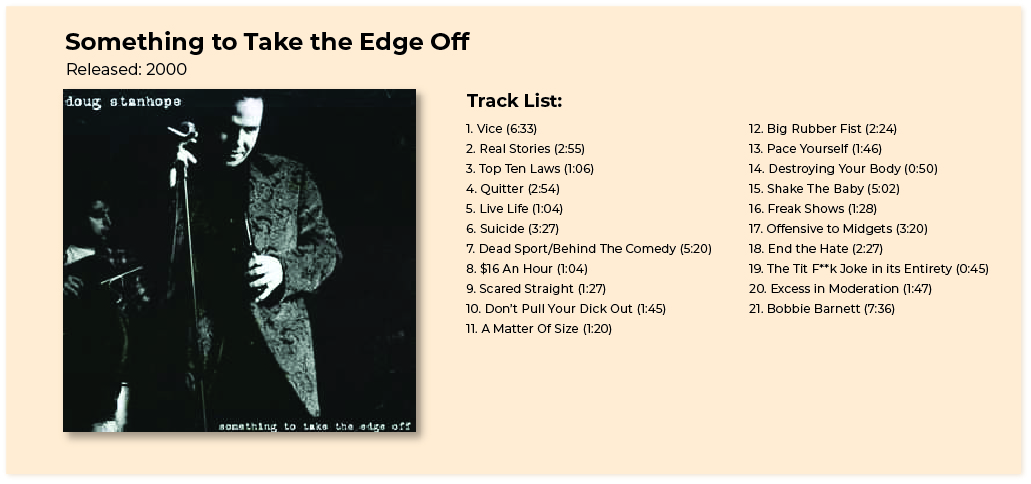 Something to Take the Edge Off
Released: 2000
doug stanhope
something to take the edge off
Track List:
1. Vice (6:33)
2. Real Stories (2:55)
3. Top Ten Laws (1:06)
4. Quitter (2:54)
5. Live Life (1:04)
6. Suicide (3:27)
7. Dead Sport/Behind The Comedy (5:20)
8. $16 An Hour (1:04)
9. Scared Straight (1:27)
10. Don't Pull Your Dick Out (1:45)
11. A Matter Of Size (1:20)
12. Big Rubber Fist (2:24)
13. Pace Yourself (1:46)
14. Destroying Your Body (0:50)
15. Shake The Baby (5:02)
16. Freak Shows (1:28)
17. Offensive to Midgets (3:20)
18. End the Hate (2:27)
19. The Tit F**k Joke in its Entirety (0:45)
20. Excess in Moderation (1:47)
21. Bobbie Barnett (7:36)